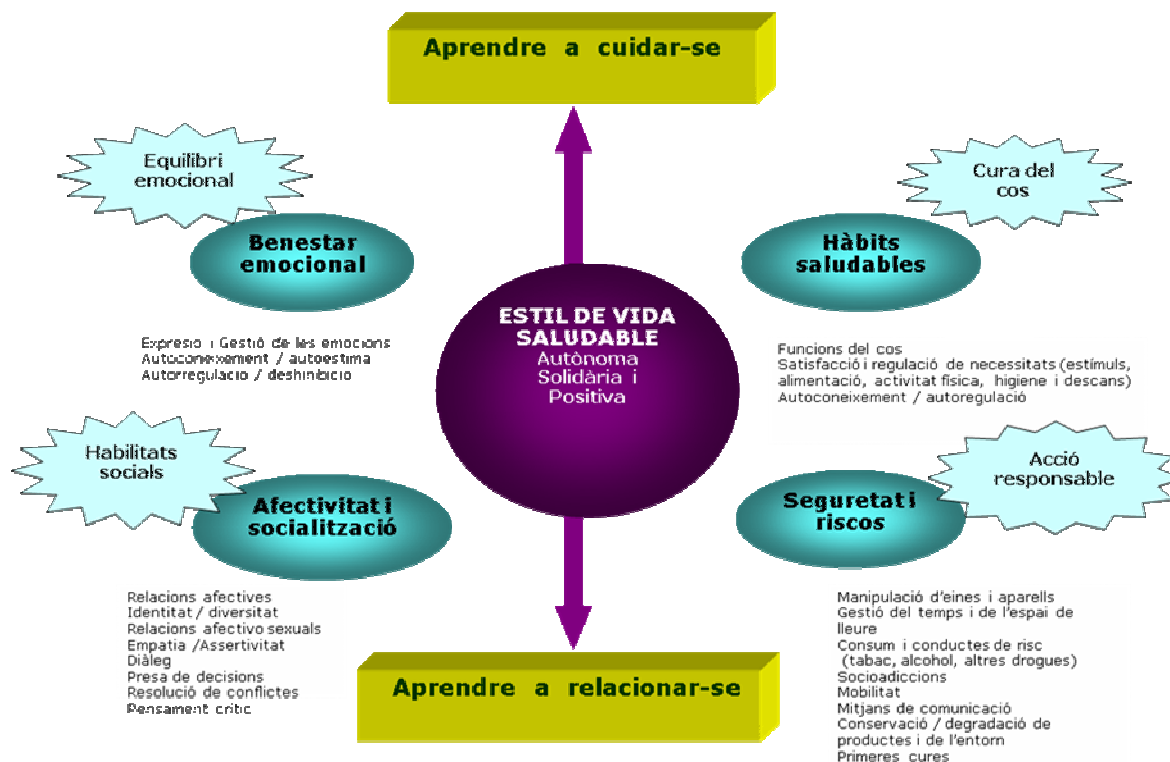 Aprendre a cuidar-se
Equilibri
emocional
Benestar
emocional
Expresio i Gestió de les emocions
Autoconeixement / autoestima
Autorregulacio / deshinibicio
Cura del
cos
Hàbits
saludables
Funcions del cos
Satisfacció i regulació de necessitats (estímuls,
alimentació, activitat física, higiene i descans)
Autoconeixement / autoregulació
ESTIL DE VIDA
SALUDABLE
Autònoma
Solidària i
Positiva
Habilitats
socials
Afectivitat i
socialització
Relacions afectives
Identitat / diversitat
Relacions afectivo sexuals
Empatia /Assertivitat
Diàleg
Presa de decisions
Resolució de conflictes
Pensament crític
Acció
responsable
Seguretat i
riscos
Manipulació d'eines i aparells
Gestió del temps i de l'espai de
lleure
Consum i conductes de risc
(tabac, alcohol, altres drogues)
Socioadiccions
Mobilitat
Mitjans de comunicació
Conservació / degradació de
productes i de l'entorn
Primeres cures
Aprendre a relacionar-se